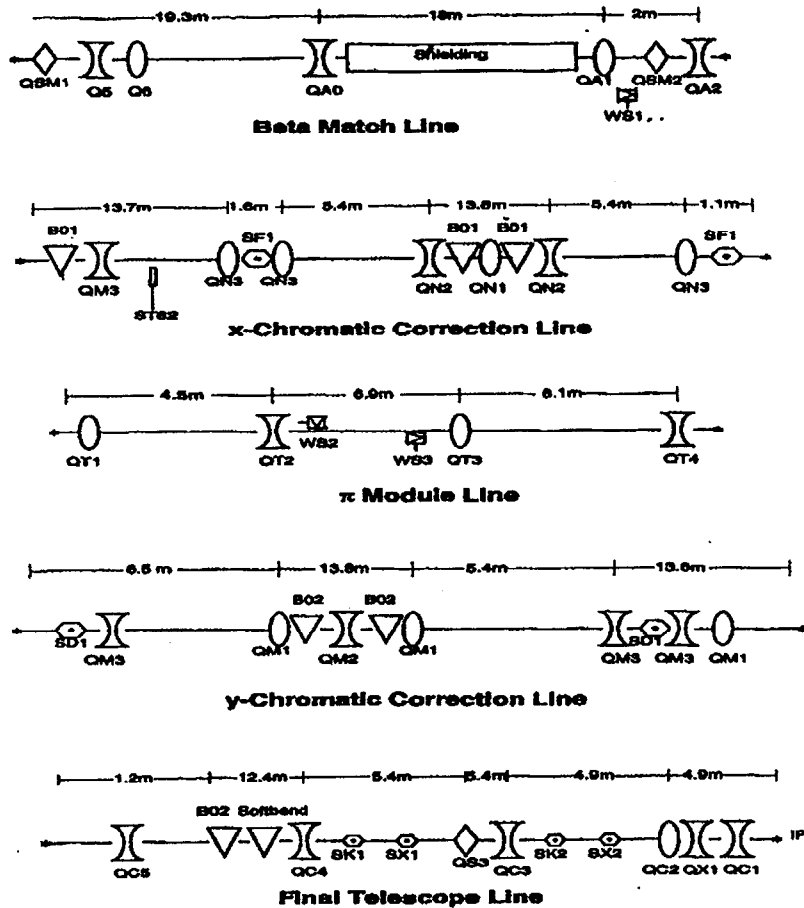 19.3m 18m 2m
Shielding
QSM1 Q5 Q6 QA0 QA1 QSM2 QA2
WS1
Beta Match Line
13.7m 1.6m 5.4m 13.6m 5.4m 1.1m
B01 SF1 B01 B01 SF1
QM3 QN3 QN3 QN2 QN1 QN2 QN3
STS2
x-Chromatic Correction Line
4.5m 6.9m 6.1m
QT1 QT2 WS2 WS3 QT3 QT4
π Module Line
6.5 m 13.6m 5.4m 13.6m
B02 B02
SD1 QM3 QM1 QM2 QM1 QM3 SD1 QM3 QM1
y-Chromatic Correction Line
1.2m 12.4m 5.4m 5.4m 4.9m 4.9m
B02 Softbend
IP
QC5 QC4 SK1 SX1 QS3 QC3 SK2 SX2 QC2 QX1 QC1
Final Telescope Line